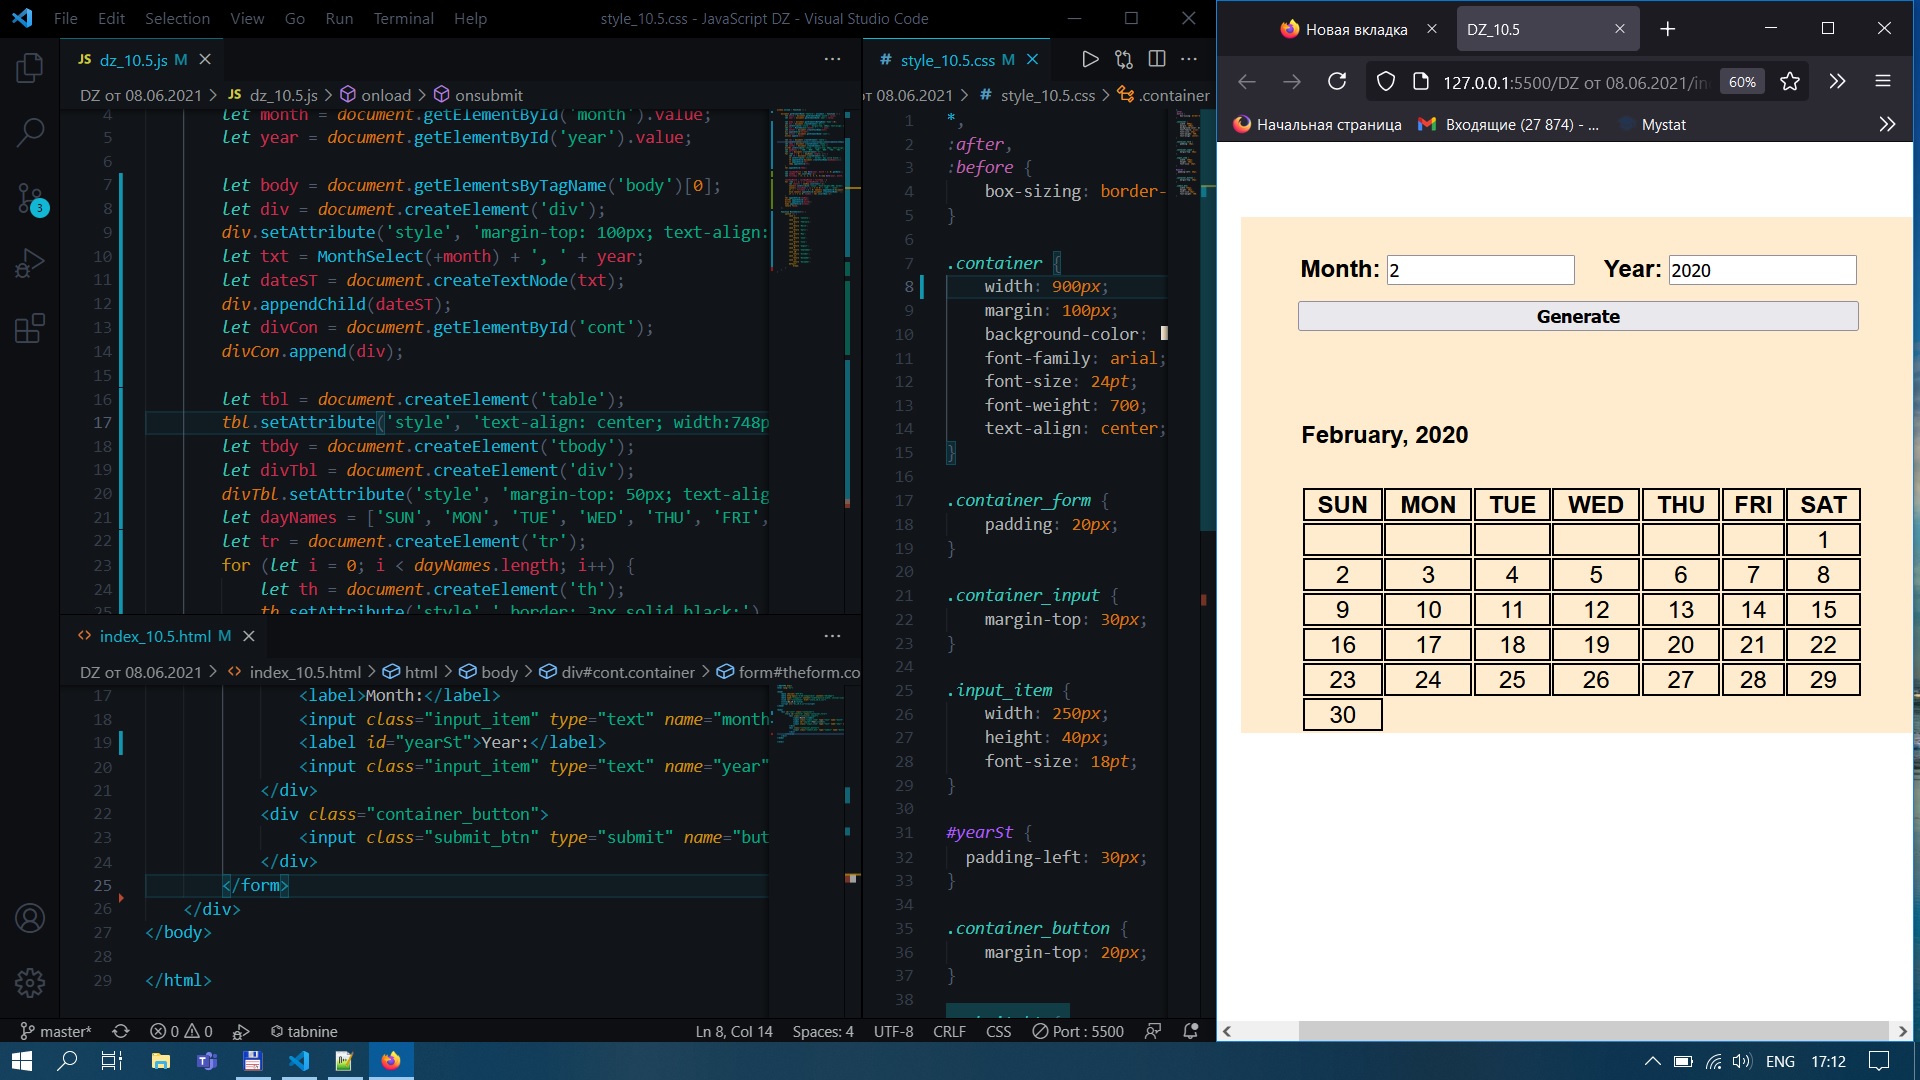 File Edit Selection View Go Run Terminal Help
style_10.5.css - JavaScript DZ - Visual Studio Code
JS dz_10.5.js M
DZ от 08.06.2021 > JS dz_10.5.js > onload > onsubmit
4 let month = document.getElementById('month').value;
5 let year = document.getElementById('year').value;
6
7 let body = document.getElementsByTagName('body')[0];
8 let div = document.createElement('div');
9 div.setAttribute('style', 'margin-top: 100px; text-align:
10 let txt = MonthSelect(+month) + ', ' + year;
11 let dateST = document.createTextNode(txt);
12 div.appendChild(dateST);
13 let divCon = document.getElementById('cont');
14 divCon.append(div);
15
16 let tbl = document.createElement('table');
17 tbl.setAttribute('style', 'text-align: center; width:748p
18 let tbdy = document.createElement('tbody');
19 let divTbl = document.createElement('div');
20 divTbl.setAttribute('style', 'margin-top: 50px; text-alig
21 let dayNames = ['SUN', 'MON', 'TUE', 'WED', 'THU', 'FRI',
22 let tr = document.createElement('tr');
23 for (let i = 0; i < dayNames.length; i++) {
24 let th = document.createElement('th');
25 th.setAttribute('style',' border: 3px solid black;')
index_10.5.html M
DZ от 08.06.2021 > index_10.5.html > html > body > div#cont.container > form#theform.co
17 <label>Month:</label>
18 <input class="input_item" type="text" name="month
19 <label id="yearSt">Year:</label>
20 <input class="input_item" type="text" name="year"
21 </div>
22 <div class="container_button">
23 <input class="submit_btn" type="submit" name="but
24 </div>
25 </form>
26 </div>
27 </body>
28
29 </html>
# style_10.5.css M
от 08.06.2021 > # style_10.5.css > .container
1 *,
2 :after,
3 :before {
4 box-sizing: border-
5 }
6
7 .container {
8 width: 900px;
9 margin: 100px;
10 background-color:
11 font-family: arial;
12 font-size: 24pt;
13 font-weight: 700;
14 text-align: center;
15 }
16
17 .container_form {
18 padding: 20px;
19 }
20
21 .container_input {
22 margin-top: 30px;
23 }
24
25 .input_item {
26 width: 250px;
27 height: 40px;
28 font-size: 18pt;
29 }
30
31 #yearSt {
32 padding-left: 30px;
33 }
34
35 .container_button {
36 margin-top: 20px;
37 }
38
3
master* 0 0 tabnine
Ln 8, Col 14 Spaces: 4 UTF-8 CRLF CSS Port : 5500
Новая вкладка
DZ_10.5
127.0.0.1:5500/DZ от 08.06.2021/in 60%
Начальная страница Входящие (27 874) - ... Mystat
Month: 2 Year: 2020
Generate
February, 2020
SUN MON TUE WED THU FRI SAT
1
2 3 4 5 6 7 8
9 10 11 12 13 14 15
16 17 18 19 20 21 22
23 24 25 26 27 28 29
30
ENG 17:12